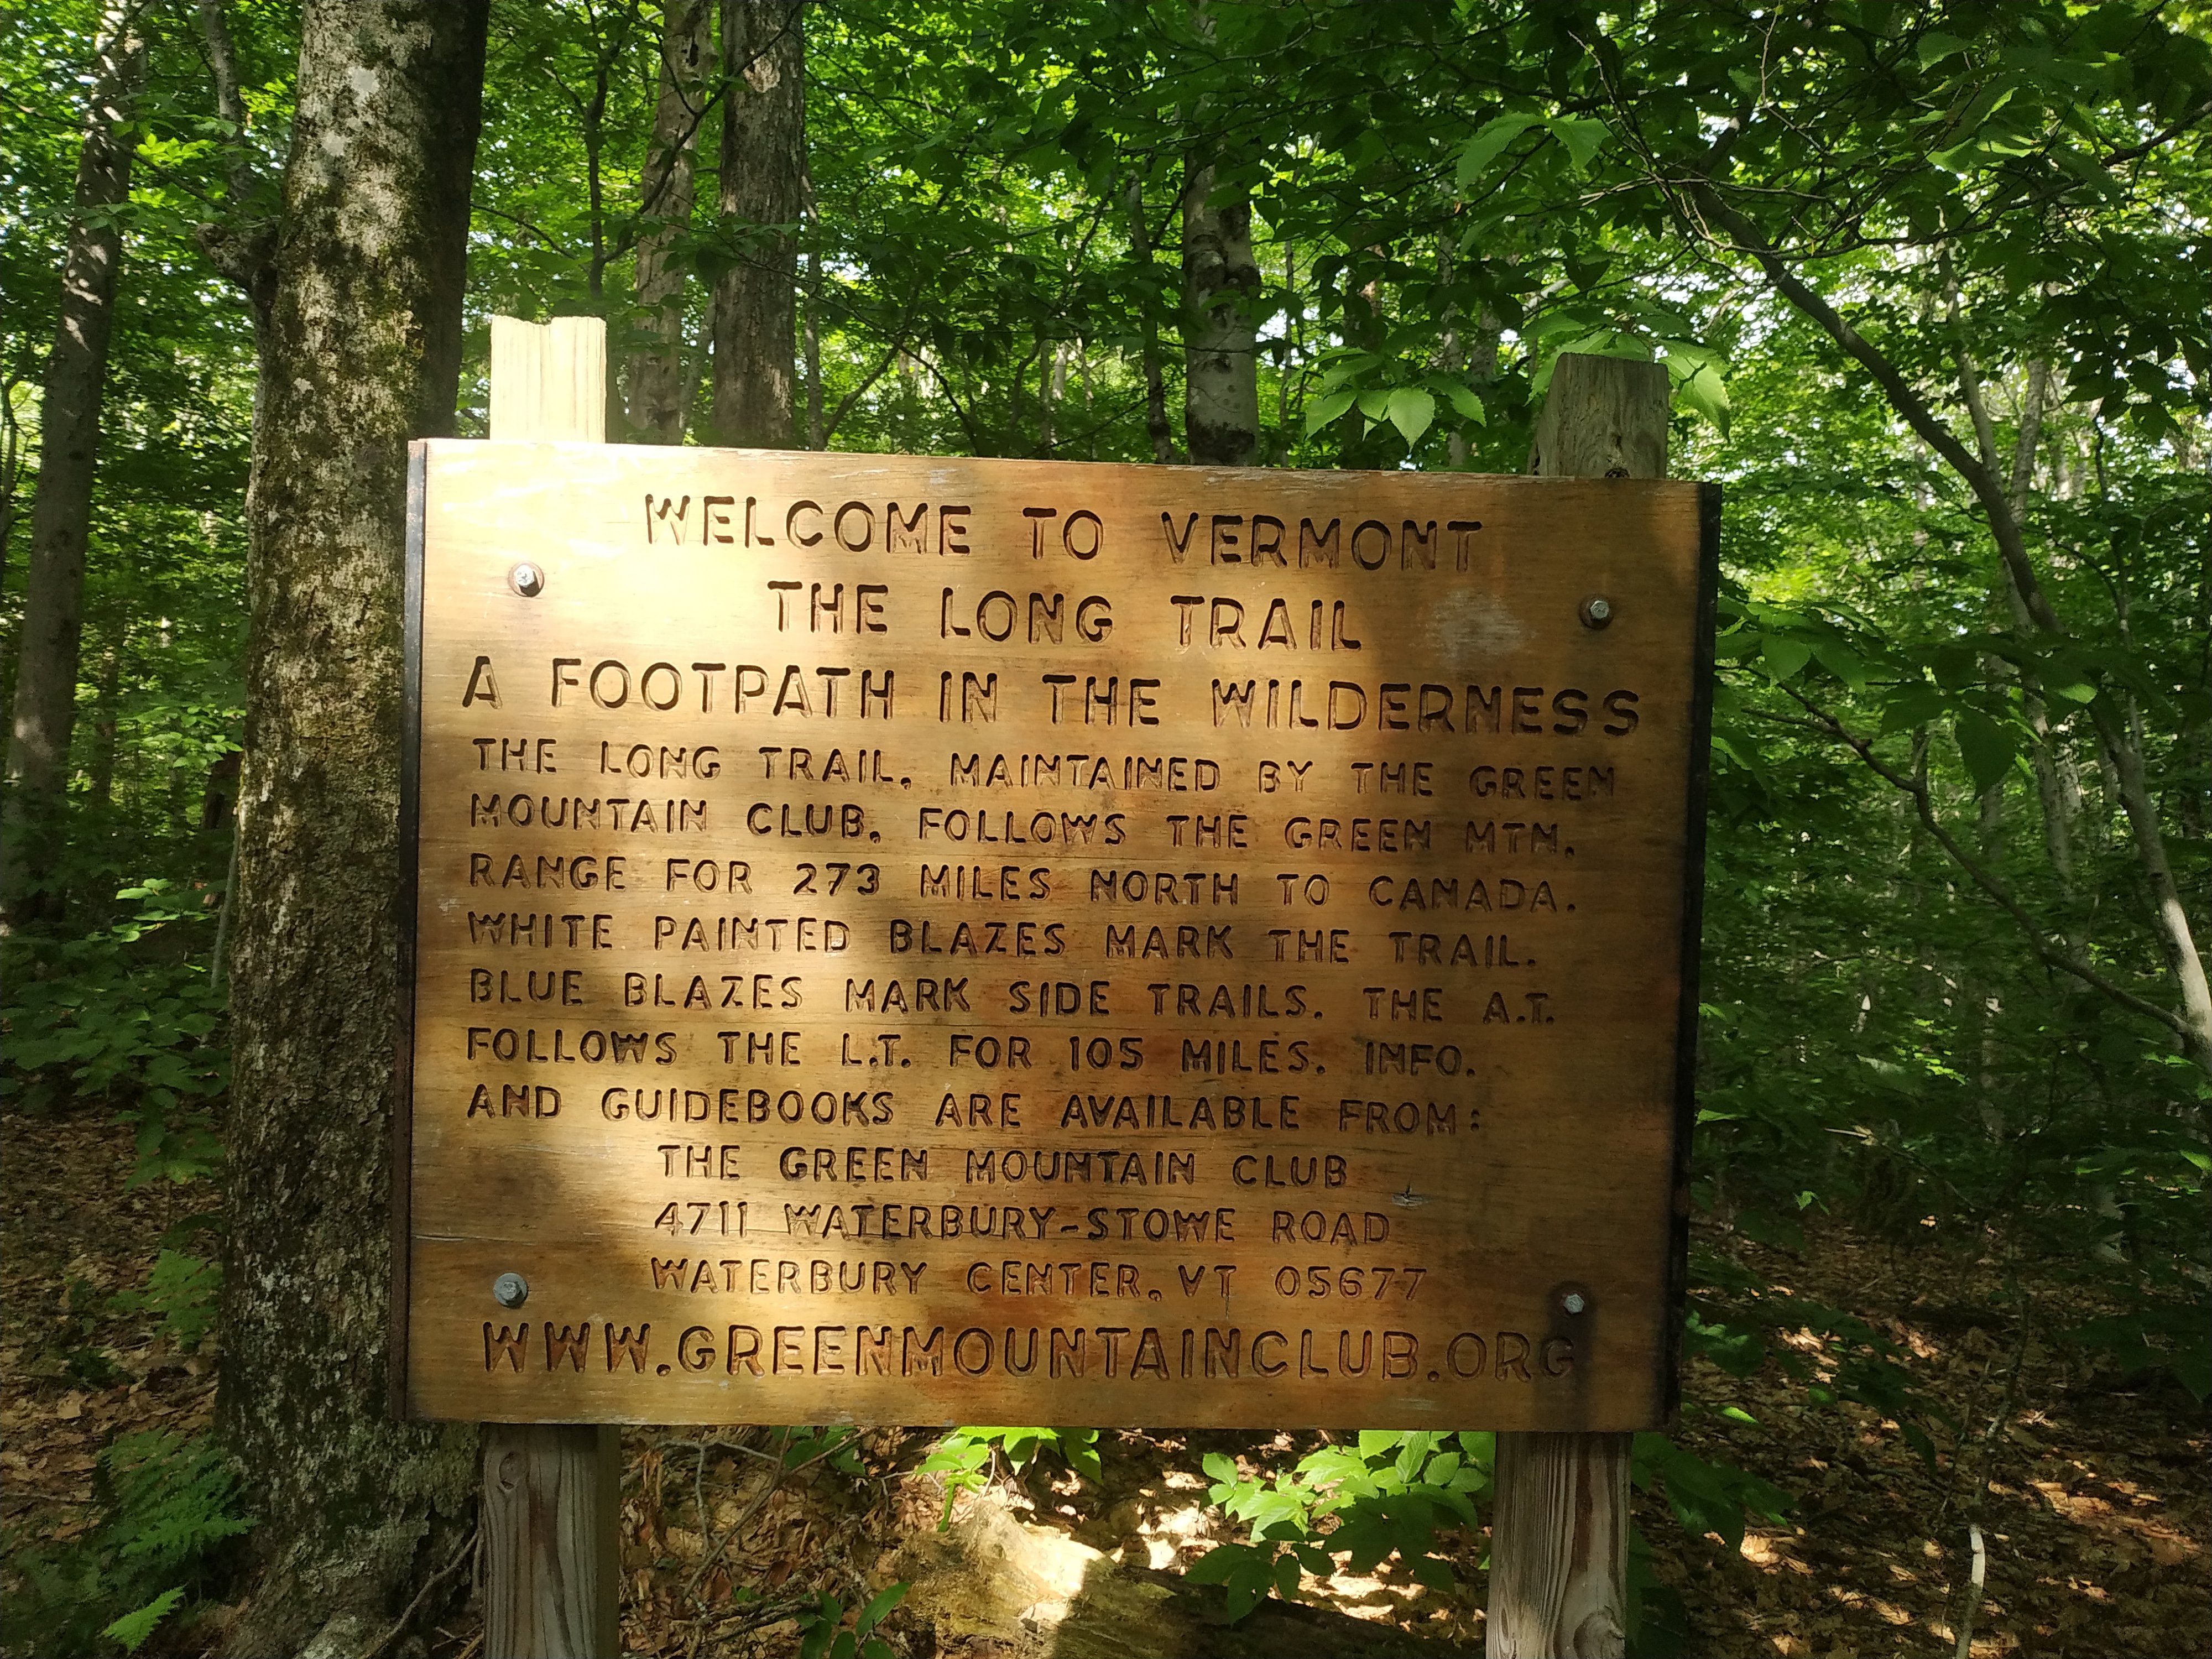 WELCOME TO VERMONT
THE LONG TRAIL
A FOOTPATH IN THE WILDERNESS
THE LONG TRAIL, MAINTAINED BY THE GREEN
MOUNTAIN CLUB, FOLLOWS THE GREEN MTN.
RANGE FOR 273 MILES NORTH TO CANADA.
WHITE PAINTED BLAZES MARK THE TRAIL.
BLUE BLAZES MARK SIDE TRAILS. THE A.T.
FOLLOWS THE L.T. FOR 105 MILES. INFO.
AND GUIDEBOOKS ARE AVAILABLE FROM:
THE GREEN MOUNTAIN CLUB
4711 WATERBURY-STOWE ROAD
WATERBURY CENTER, VT 05677
WWW.GREENMOUNTAINCLUB.ORG